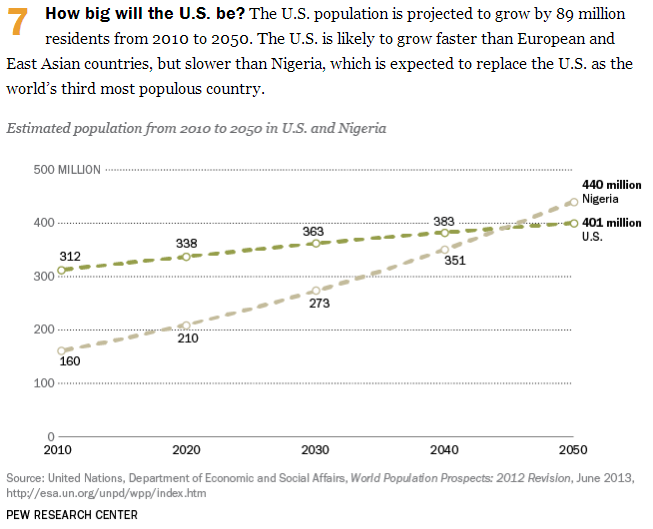 7 How big will the U.S. be? The U.S. population is projected to grow by 89 million
residents from 2010 to 2050. The U.S. is likely to grow faster than European and
East Asian countries, but slower than Nigeria, which is expected to replace the U.S. as the
world's third most populous country.
Estimated population from 2010 to 2050 in U.S. and Nigeria
500 MILLION
440 million
Nigeria
400
312
338
363
383
401 million
U.S.
300
351
273
200
210
160
100
0
2010 2020 2030 2040 2050
Source: United Nations, Department of Economic and Social Affairs, World Population Prospects: 2012 Revision, June 2013,
http://esa.un.org/unpd/wpp/index.htm
PEW RESEARCH CENTER